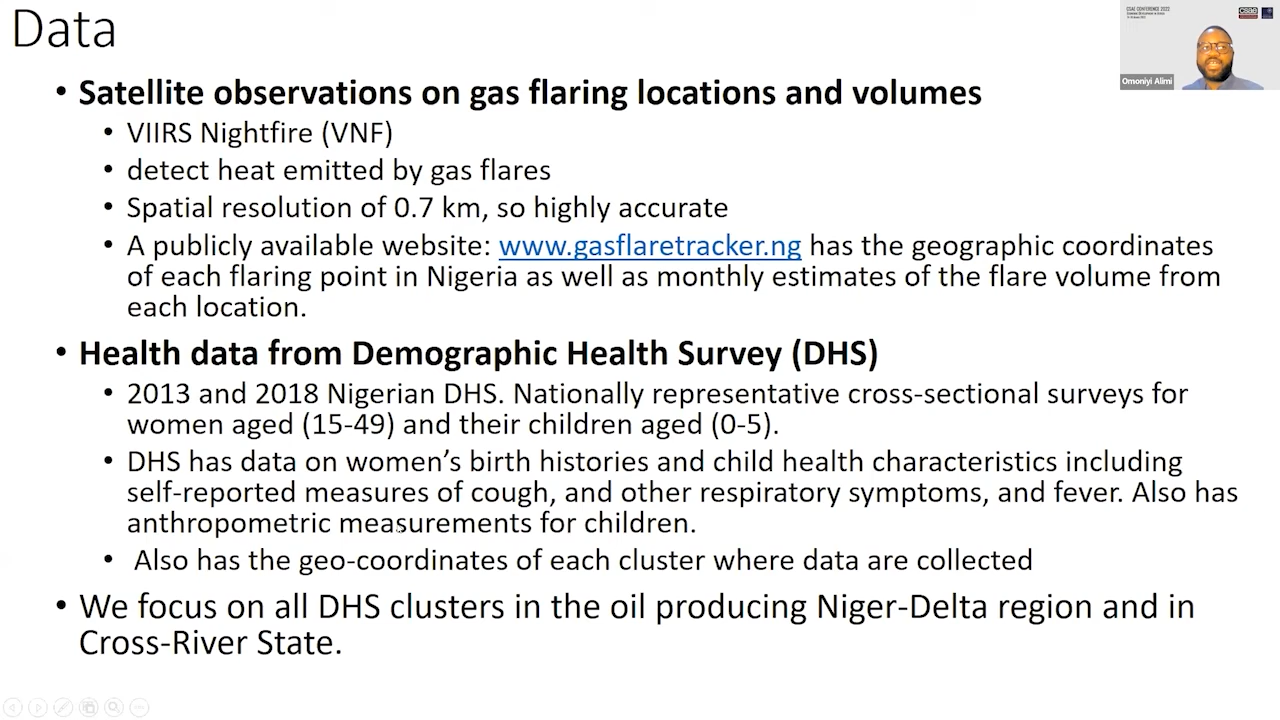 Data
CSAE CONFERENCE 2022
Omoniyi Alimi
• Satellite observations on gas flaring locations and volumes
• VIIRS Nightfire (VNF)
• detect heat emitted by gas flares
• Spatial resolution of 0.7 km, so highly accurate
• A publicly available website: www.gasflaretracker.ng has the geographic coordinates
of each flaring point in Nigeria as well as monthly estimates of the flare volume from
each location.
• Health data from Demographic Health Survey (DHS)
• 2013 and 2018 Nigerian DHS. Nationally representative cross-sectional surveys for
women aged (15-49) and their children aged (0-5).
• DHS has data on women’s birth histories and child health characteristics including
self-reported measures of cough, and other respiratory symptoms, and fever. Also has
anthropometric measurements for children.
• Also has the geo-coordinates of each cluster where data are collected
• We focus on all DHS clusters in the oil producing Niger-Delta region and in
Cross-River State.